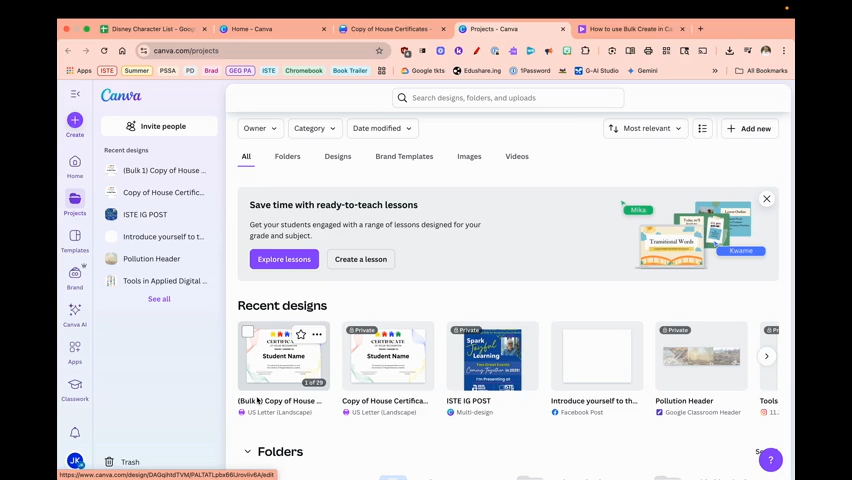 Disney Character List - Goog
Home - Canva
Copy of House Certificates -
Projects - Canva
How to use Bulk Create in Ca
canva.com/projects
Apps
ISTE
Summer
PSSA
PD
Brad
GEG PA
ISTE
Chromebook
Book Trailer
Google tkts
Edushare.ing
1Password
G-AI Studio
Gemini
All Bookmarks
Canva
Search designs, folders, and uploads
Invite people
Create
Home
Projects
Templates
Brand
Canva AI
Apps
Classwork
JK
Recent designs
(Bulk 1) Copy of House ...
Copy of House Certific...
ISTE IG POST
Introduce yourself to t...
Pollution Header
Tools in Applied Digital ...
See all
Trash
Owner
Category
Date modified
Most relevant
Add new
All
Folders
Designs
Brand Templates
Images
Videos
Save time with ready-to-teach lessons
Get your students engaged with a range of lessons designed for your
grade and subject.
Explore lessons
Create a lesson
Mika
Transitional Words
Kwame
Recent designs
CERTIFICATE
Student Name
1 of 29
Private
CERTIFICATE
Student Name
Private
Spark
Joyful
Learning
I'm Presenting at
Private
(Bulk 1) Copy of House ...
US Letter (Landscape)
Copy of House Certifica...
US Letter (Landscape)
ISTE IG POST
Multi-design
Introduce yourself to th...
Facebook Post
Pollution Header
Google Classroom Header
Tools
Folders
?